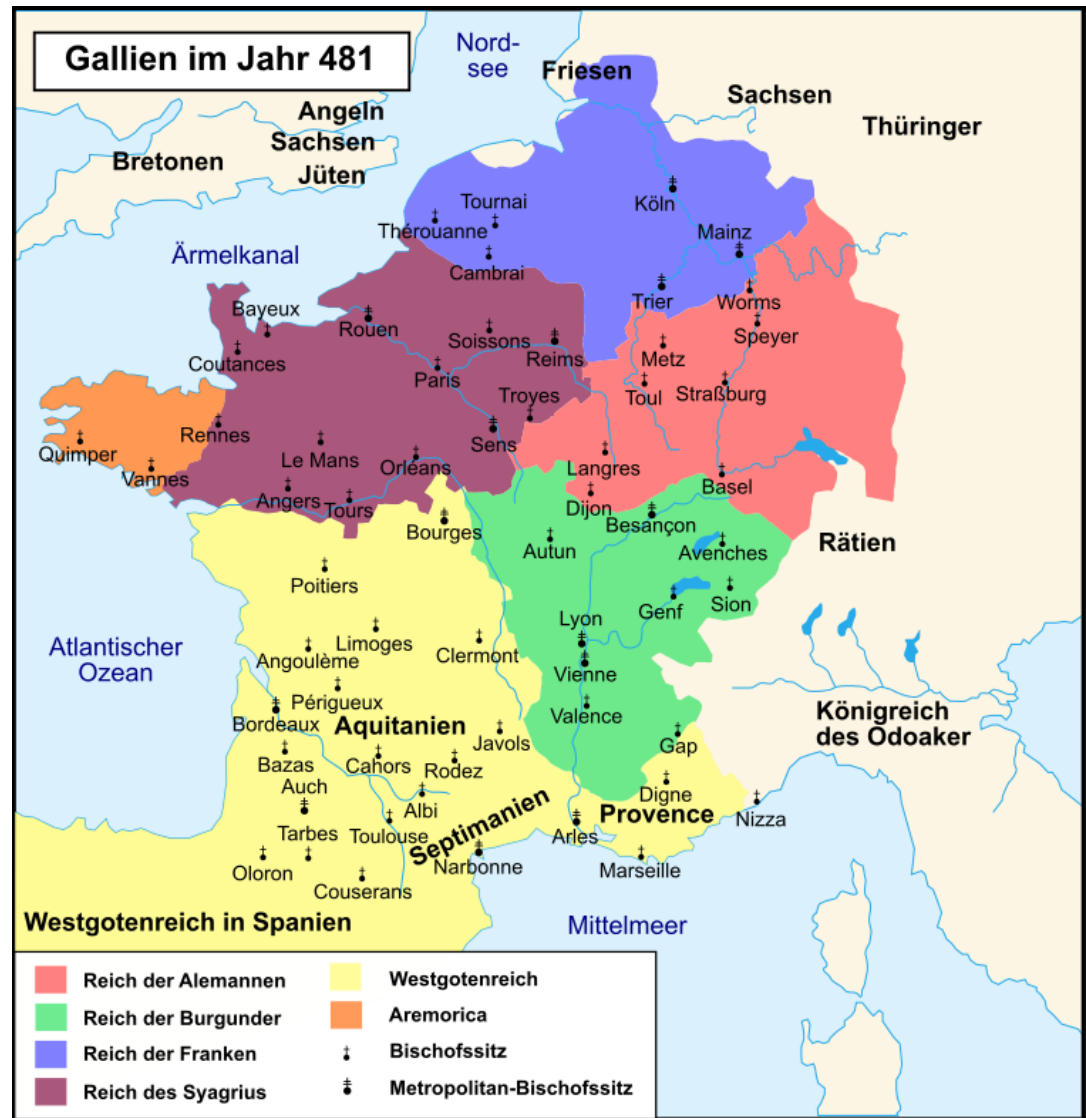 Gallien im Jahr 481
Nord-
see
Friesen
Sachsen
Thüringer
Angeln
Sachsen
Jüten
Bretonen
Ärmelkanal
Köln
Tournai
Thérouanne
Cambrai
Mainz
Trier
Worms
Speyer
Bayeux
Rouen
Coutances
Soissons
Reims
Metz
Paris
Toul
Straßburg
Troyes
Rennes
Sens
Quimper
Vannes
Le Mans
Orléans
Langres
Basel
Angers
Tours
Dijon
Bourges
Besançon
Autun
Avenches
Rätien
Poitiers
Genf
Sion
Lyon
Limoges
Clermont
Angoulème
Vienne
Atlantischer
Ozean
Périgueux
Bordeaux
Valence
Aquitanien
Javols
Gap
Königreich
des Odoaker
Bazas
Cahors
Rodez
Auch
Albi
Digne
Provence
Nizza
Tarbes
Toulouse
Septimanien
Arles
Oloron
Narbonne
Marseille
Couserans
Westgotenreich in Spanien
Mittelmeer
Reich der Alemannen
Reich der Burgunder
Reich der Franken
Reich des Syagrius
Westgotenreich
Aremorica
Bischofssitz
Metropolitan-Bischofssitz